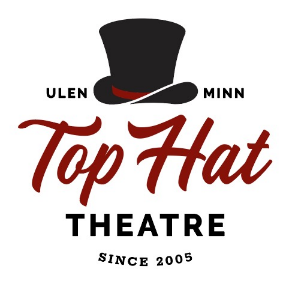 ULEN MINN
Top Hat
THEATRE
SINCE 2005